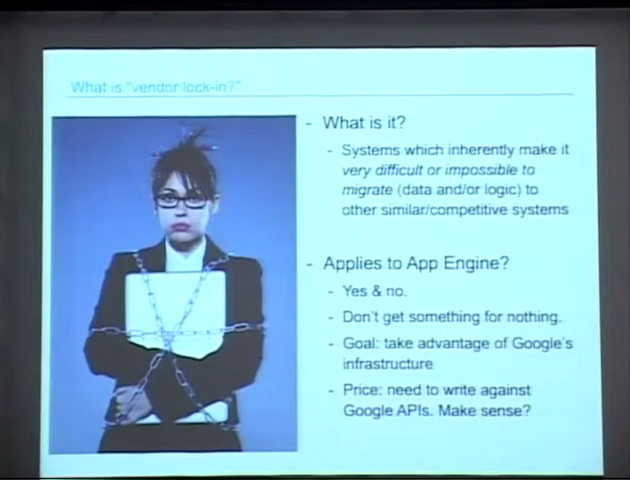 What is "vendor lock-in?"
- What is it?
- Systems which inherently make it
very difficult or impossible to
migrate (data and/or logic) to
other similar/competitive systems
- Applies to App Engine?
- Yes & no.
- Don't get something for nothing.
- Goal: take advantage of Google's
infrastructure
- Price: need to write against
Google APIs. Make sense?